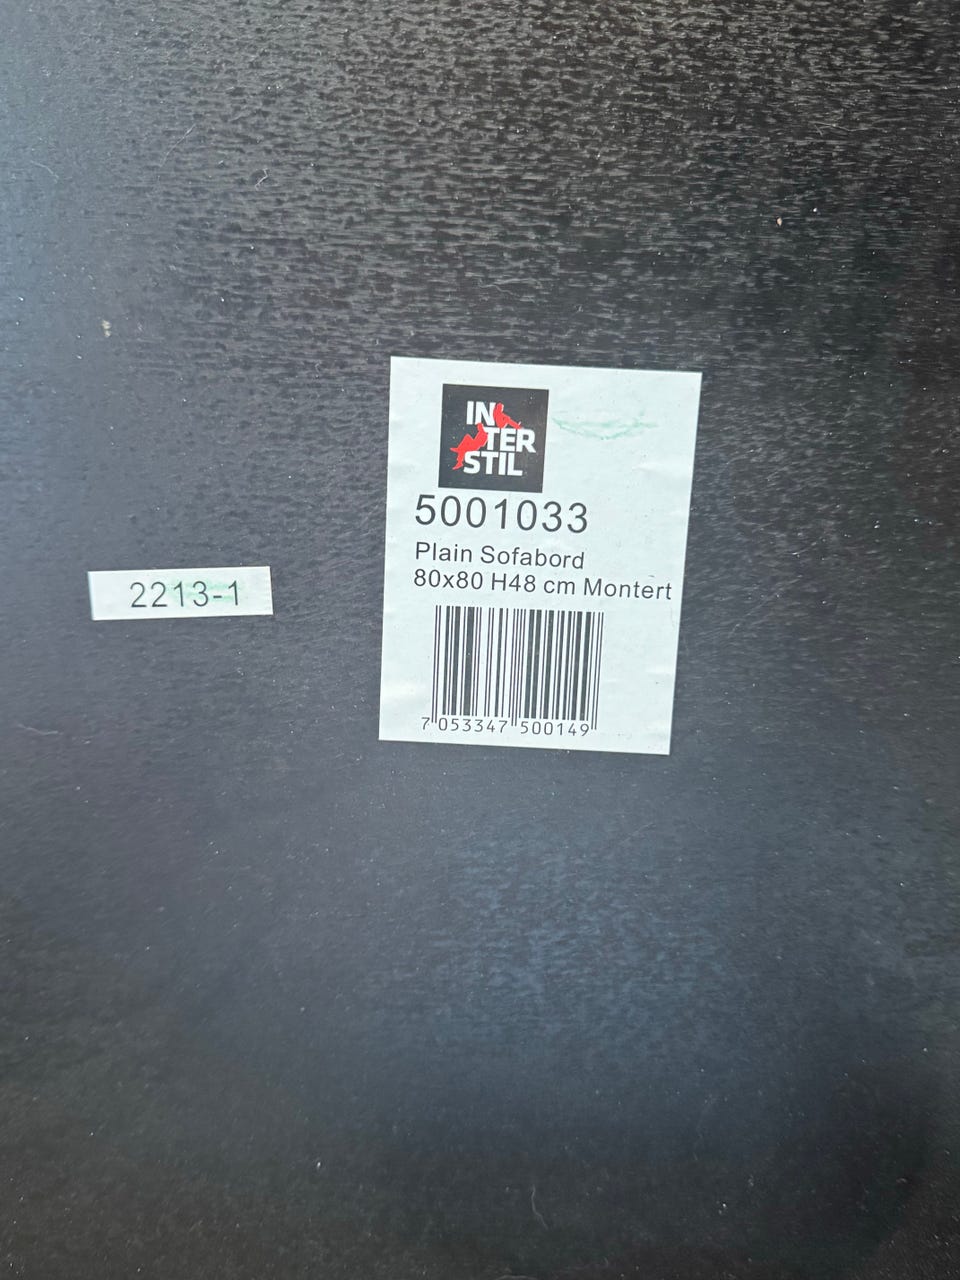 IN
TER
STIL
5001033
Plain Sofabord
80x80 H48 cm Montert
7 053347 500149
2213-1